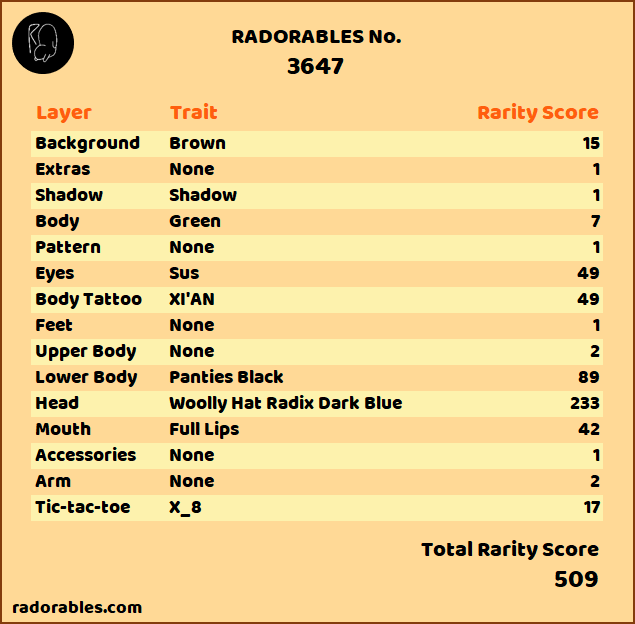 RADORABLES No.
3647
Layer Trait Rarity Score
Background Brown 15
Extras None 1
Shadow Shadow 1
Body Green 7
Pattern None 1
Eyes Sus 49
Body Tattoo XI'AN 49
Feet None 1
Upper Body None 2
Lower Body Panties Black 89
Head Woolly Hat Radix Dark Blue 233
Mouth Full Lips 42
Accessories None 1
Arm None 2
Tic-tac-toe X_8 17
Total Rarity Score
509
radorables.com